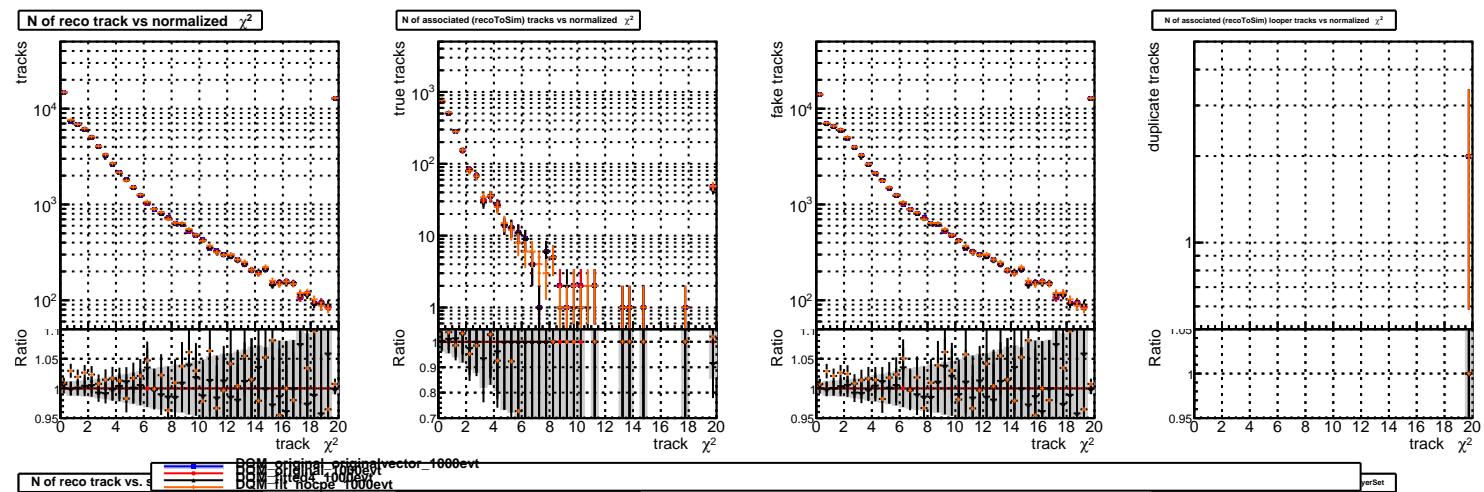 N of reco track vs normalized χ²
N of associated (recoToSim) tracks vs normalized χ²
N of associated (recoToSim) looper tracks vs normalized χ²
tracks
10⁴
10³
10²
Ratio
1.1
1.05
1
0.95
0 2 4 6 8 10 12 14 16 18 20
track χ²
true tracks
10³
10²
10
1
Ratio
1
0.9
0.8
0.7
0 2 4 6 8 10 12 14 16 18 20
track χ²
fake tracks
10⁴
10³
10²
Ratio
1.1
1.05
1
0.95
0 2 4 6 8 10 12 14 16 18 20
track χ²
duplicate tracks
1
Ratio
1.05
1
0.95
0 2 4 6 8 10 12 14 16 18 20
track χ²
DQM_original_originalvector_1000evt
DQM_original_1000evt
DQM_fitted4_1000evt
DQM_fit_nocpe_1000evt
N of reco track vs. s
yerSet